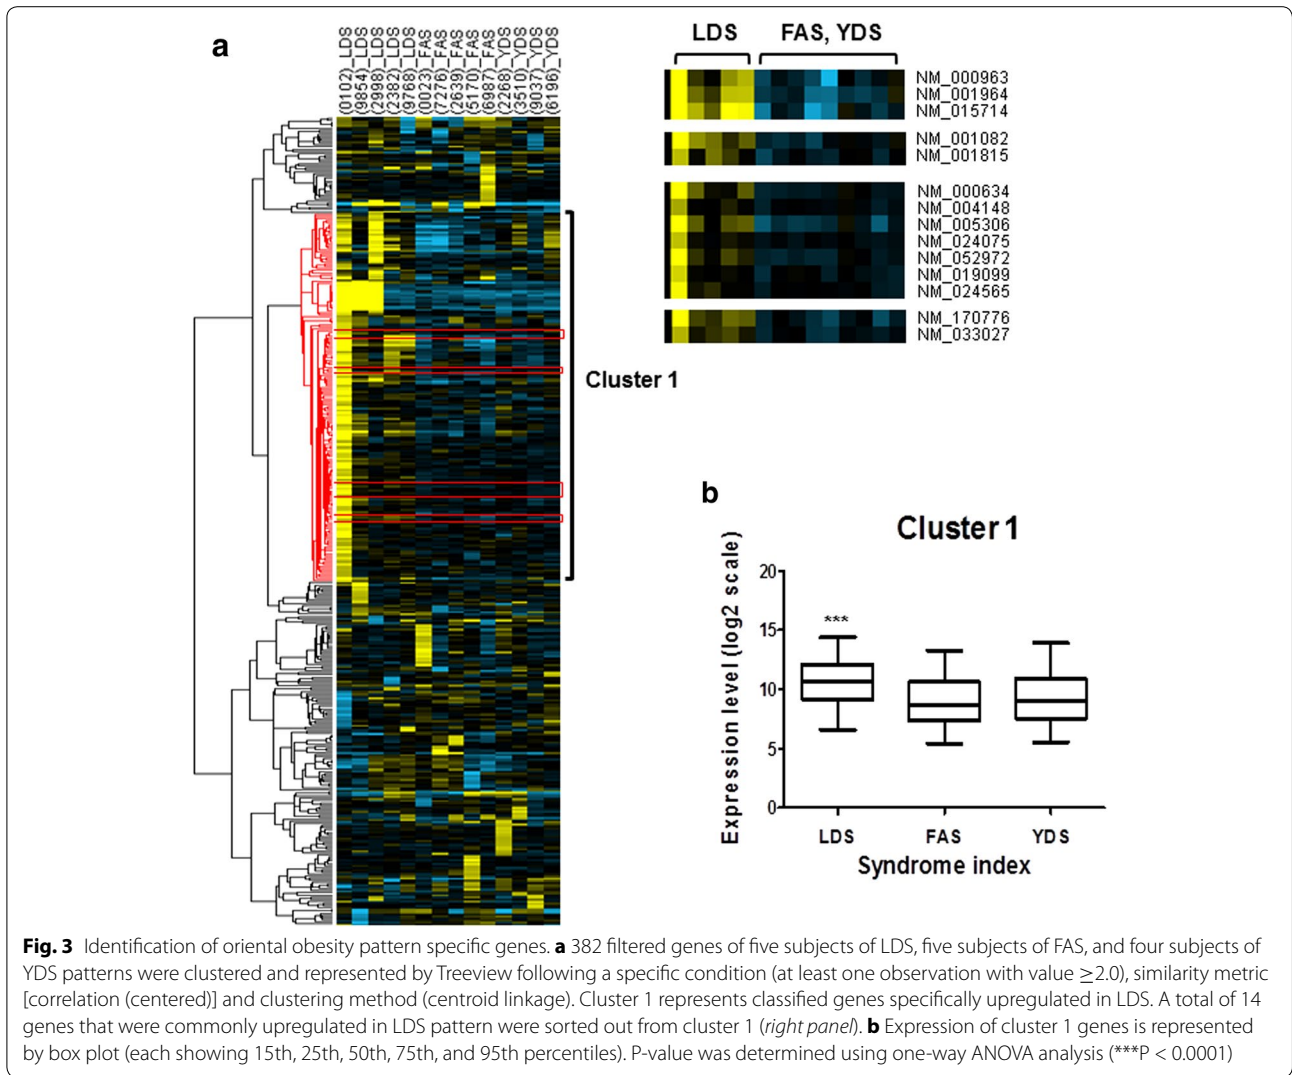 a
(0102)_LDS
(9854)_LDS
(2998)_LDS
(2382)_LDS
(9768)_LDS
(0023)_FAS
(7276)_FAS
(2639)_FAS
(5170)_FAS
(6987)_FAS
(2268)_YDS
(3510)_YDS
(9037)_YDS
(6196)_YDS
Cluster 1
LDS
FAS, YDS
NM_000963
NM_001964
NM_015714
NM_001082
NM_001815
NM_000634
NM_004148
NM_005306
NM_024075
NM_052972
NM_019099
NM_024565
NM_170776
NM_033027
b
Cluster 1
Expression level (log2 scale)
20
15
10
5
0
***
LDS
FAS
YDS
Syndrome index
Fig. 3 Identification of oriental obesity pattern specific genes. a 382 filtered genes of five subjects of LDS, five subjects of FAS, and four subjects of
YDS patterns were clustered and represented by Treeview following a specific condition (at least one observation with value ≥2.0), similarity metric
[correlation (centered)] and clustering method (centroid linkage). Cluster 1 represents classified genes specifically upregulated in LDS. A total of 14
genes that were commonly upregulated in LDS pattern were sorted out from cluster 1 (right panel). b Expression of cluster 1 genes is represented
by box plot (each showing 15th, 25th, 50th, 75th, and 95th percentiles). P-value was determined using one-way ANOVA analysis (***P < 0.0001)